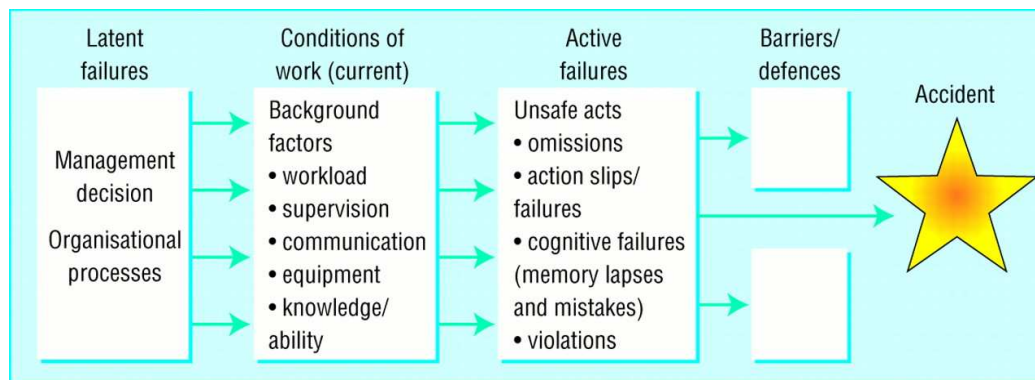 Latent
failures
Management
decision
Organisational
processes
Conditions of
work (current)
Background
factors
• workload
• supervision
• communication
• equipment
• knowledge/
ability
Active
failures
Unsafe acts
• omissions
• action slips/
failures
• cognitive failures
(memory lapses
and mistakes)
• violations
Barriers/
defences
Accident